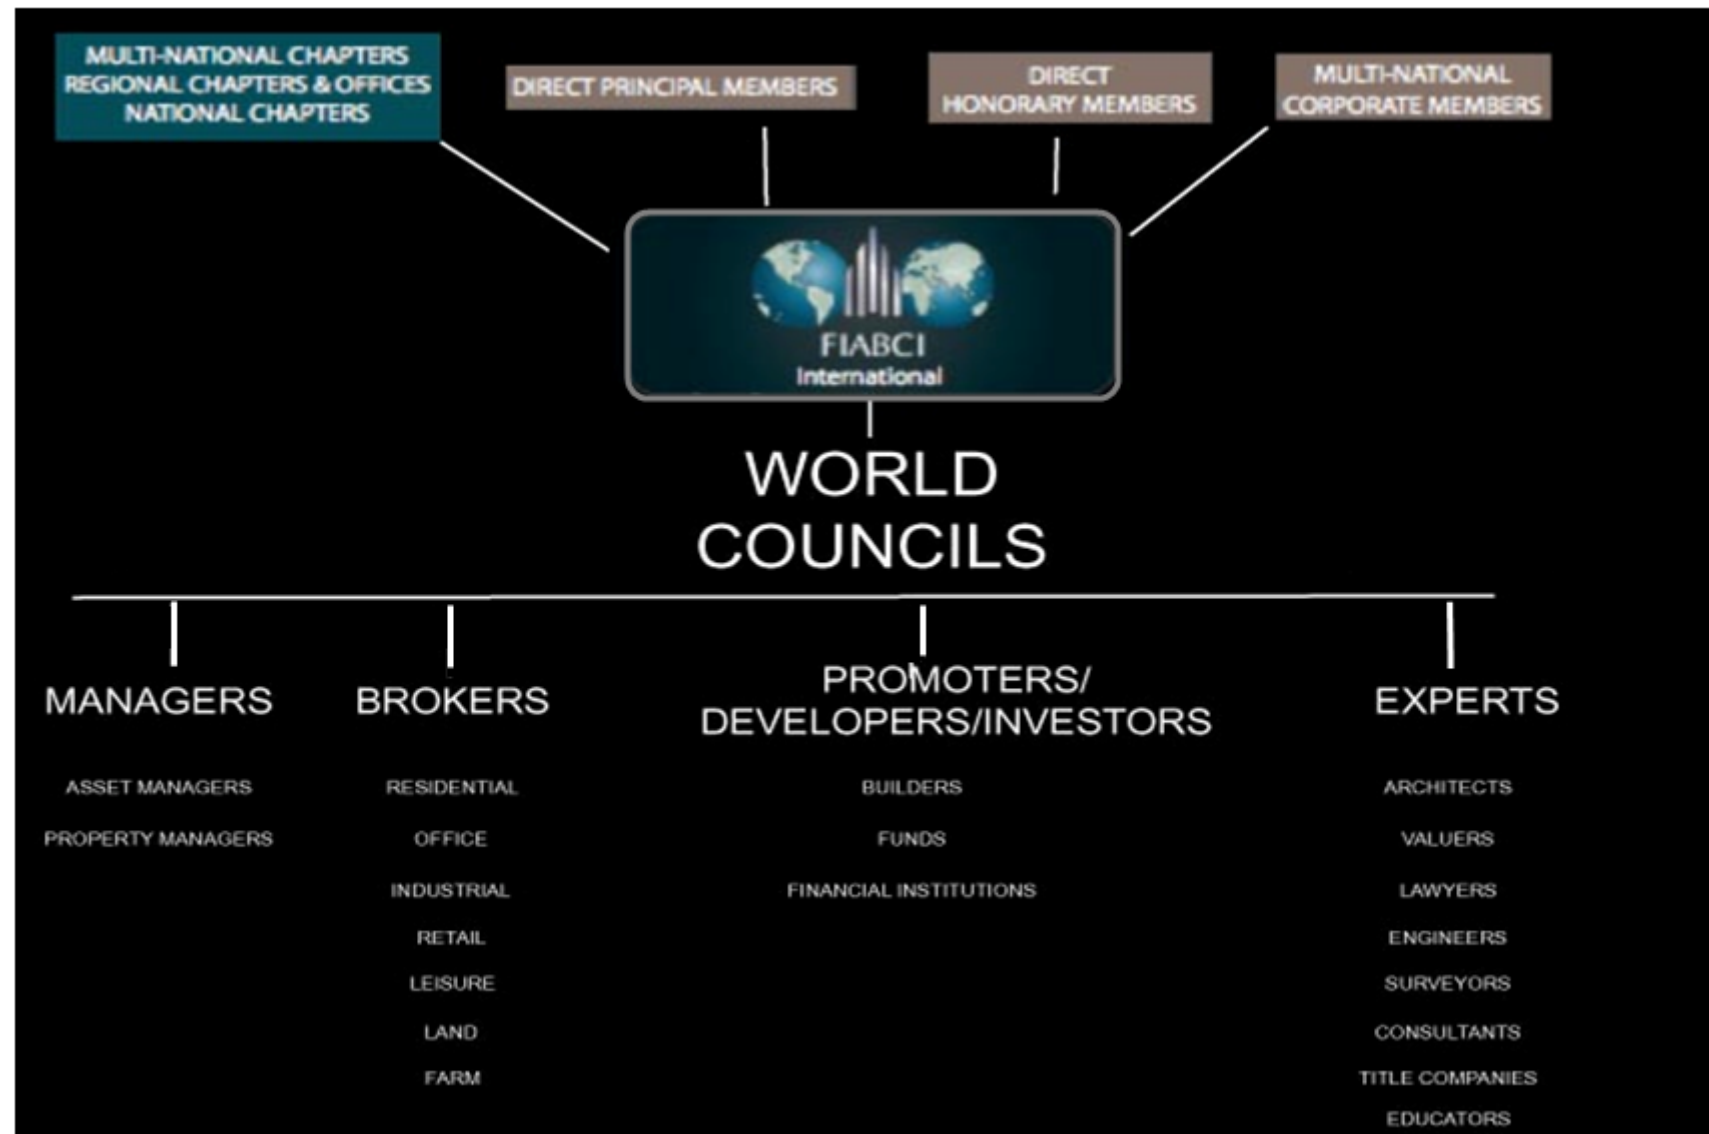 MULTI-NATIONAL CHAPTERS
REGIONAL CHAPTERS & OFFICES
NATIONAL CHAPTERS
DIRECT PRINCIPAL MEMBERS
DIRECT
HONORARY MEMBERS
MULTI-NATIONAL
CORPORATE MEMBERS
FIABCI
International
WORLD
COUNCILS
MANAGERS
ASSET MANAGERS
PROPERTY MANAGERS
BROKERS
RESIDENTIAL
OFFICE
INDUSTRIAL
RETAIL
LEISURE
LAND
FARM
PROMOTERS/
DEVELOPERS/INVESTORS
BUILDERS
FUNDS
FINANCIAL INSTITUTIONS
EXPERTS
ARCHITECTS
VALUERS
LAWYERS
ENGINEERS
SURVEYORS
CONSULTANTS
TITLE COMPANIES
EDUCATORS